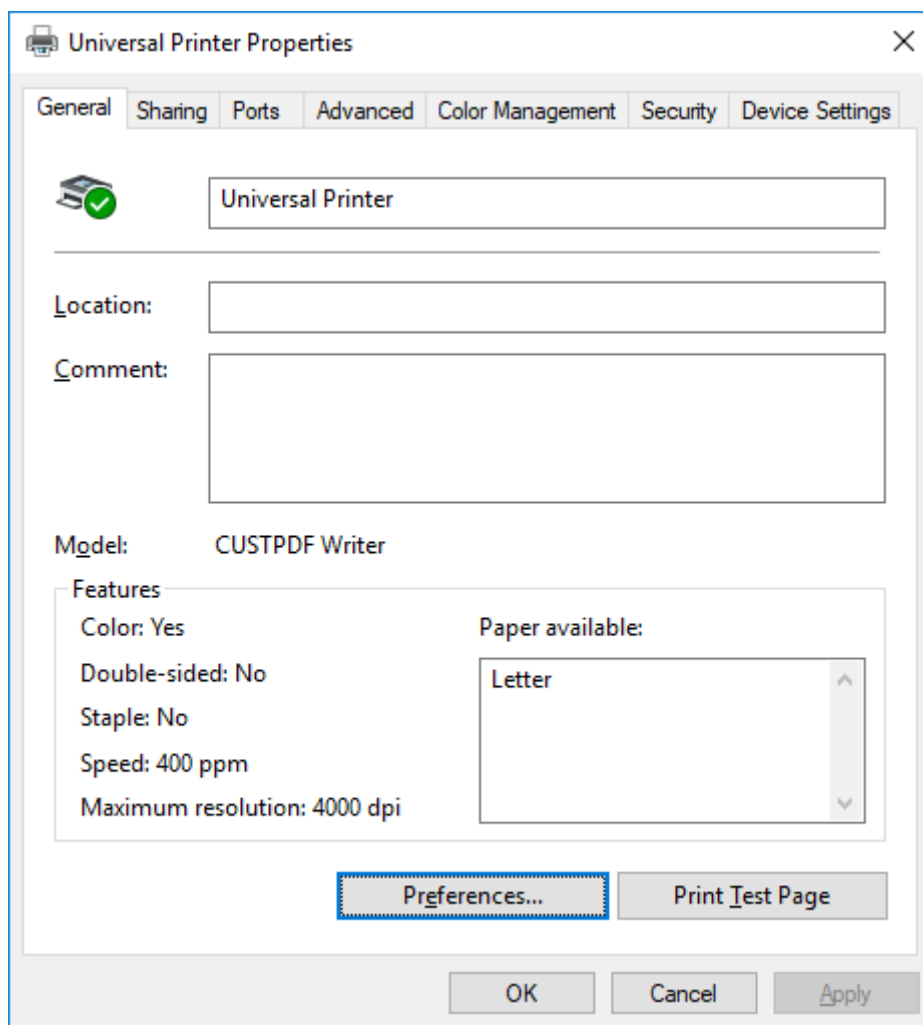 Universal Printer Properties
General Sharing Ports Advanced Color Management Security Device Settings
Universal Printer
Location:
Comment:
Model: CUSTPDF Writer
Features
Color: Yes Paper available:
Double-sided: No Letter
Staple: No
Speed: 400 ppm
Maximum resolution: 4000 dpi
Preferences... Print Test Page
OK Cancel Apply